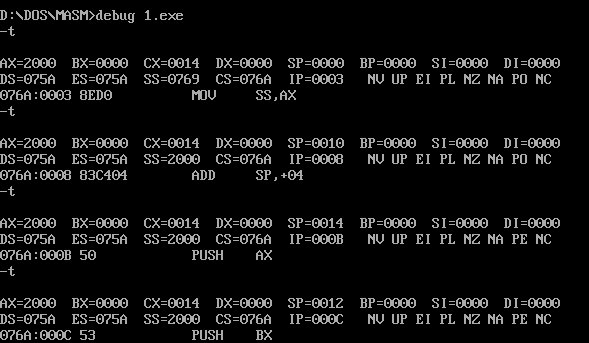 D:\DOS\MASM>debug 1.exe
-t
AX=2000 BX=0000 CX=0014 DX=0000 SP=0000 BP=0000 SI=0000 DI=0000
DS=075A ES=075A SS=0769 CS=076A IP=0003 NV UP EI PL NZ NA PO NC
076A:0003 8ED0 MOV SS,AX
-t
AX=2000 BX=0000 CX=0014 DX=0000 SP=0010 BP=0000 SI=0000 DI=0000
DS=075A ES=075A SS=2000 CS=076A IP=0008 NV UP EI PL NZ NA PO NC
076A:0008 83C404 ADD SP,+04
-t
AX=2000 BX=0000 CX=0014 DX=0000 SP=0014 BP=0000 SI=0000 DI=0000
DS=075A ES=075A SS=2000 CS=076A IP=000B NV UP EI PL NZ NA PE NC
076A:000B 50 PUSH AX
-t
AX=2000 BX=0000 CX=0014 DX=0000 SP=0012 BP=0000 SI=0000 DI=0000
DS=075A ES=075A SS=2000 CS=076A IP=000C NV UP EI PL NZ NA PE NC
076A:000C 53 PUSH BX